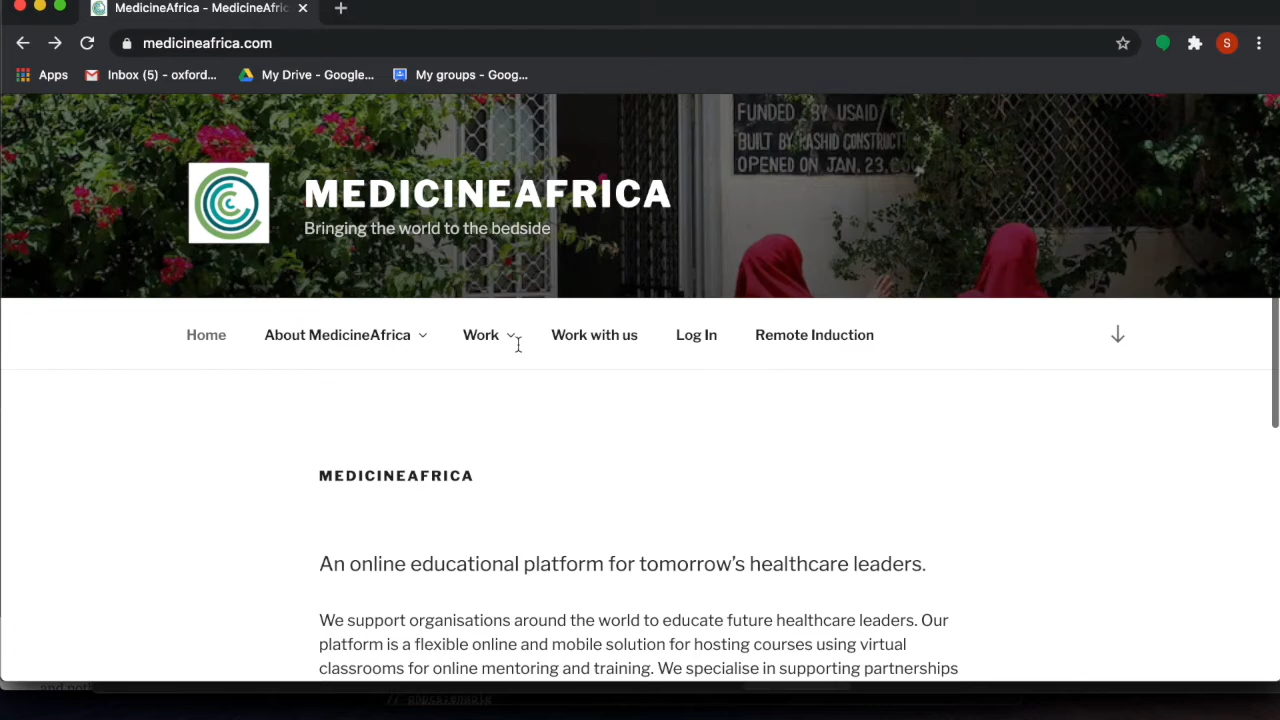 MedicineAfrica - MedicineAfric
medicineafrica.com
S
Apps
Inbox (5) - oxford...
My Drive - Google...
My groups - Goog...
FUNDED BY USAID/
BUILT BY RASHID CONSTRUCT
OPENED ON JAN. 23,
MEDICINEAFRICA
Bringing the world to the bedside
Home
About MedicineAfrica
Work
Work with us
Log In
Remote Induction
MEDICINEAFRICA
An online educational platform for tomorrow's healthcare leaders.
We support organisations around the world to educate future healthcare leaders. Our
platform is a flexible online and mobile solution for hosting courses using virtual
classrooms for online mentoring and training. We specialise in supporting partnerships